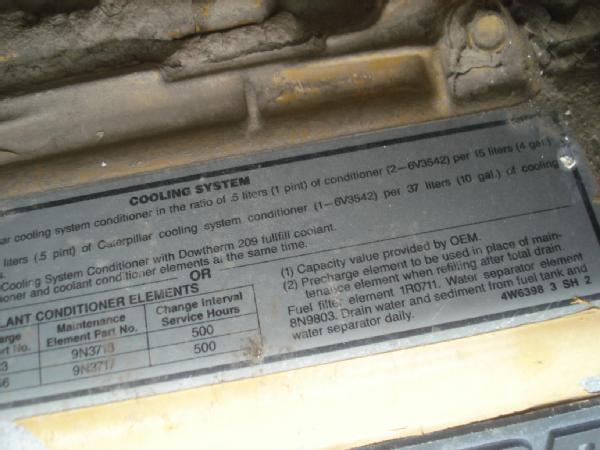 COOLING SYSTEM
cooling system conditioner in the ratio of .5 liters (1 pint) of conditioner (2–6V3542) per 15 liters (4 gal.)
liters (.5 pint) of Caterpillar cooling system conditioner (1–6V3542) per 37 liters (10 gal.) of cooling
Cooling System Conditioner with Dowtherm 209 fullfill coolant.
and coolant conditioner elements at the same time.
OR
CONDITIONER ELEMENTS
Maintenance
Element Part No.
Change Interval
Service Hours
No.
9N3718
500
9N3717
500
(1) Capacity value provided by OEM.
(2) Precharge element to be used in place of main-
tenance element when refilling after total drain.
Fuel filter element 1R0711. Water separator element
8N9803. Drain water and sediment from fuel tank and
water separator daily.
4W6398 3 SH 2